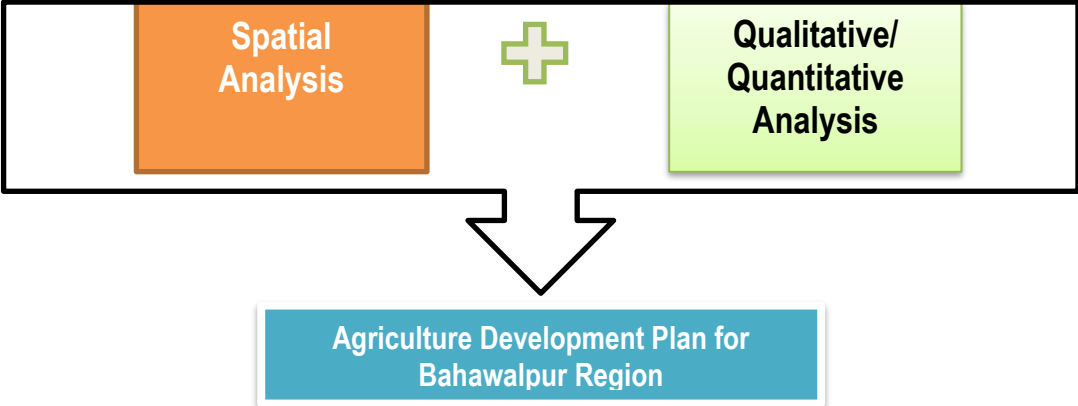 Spatial
Analysis
Qualitative/
Quantitative
Analysis
Agriculture Development Plan for
Bahawalpur Region